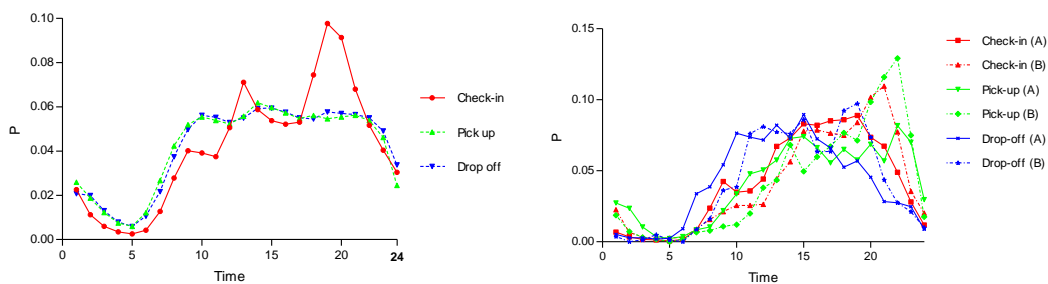 0.10
0.08
0.06
0.04
0.02
0.00
P
0
5
10
15
20
24
Time
Check-in
Pick up
Drop off
0.15
0.10
0.05
0.00
P
0
5
10
15
20
Time
Check-in (A)
Check-in (B)
Pick-up (A)
Pick-up (B)
Drop-off (A)
Drop-off (B)